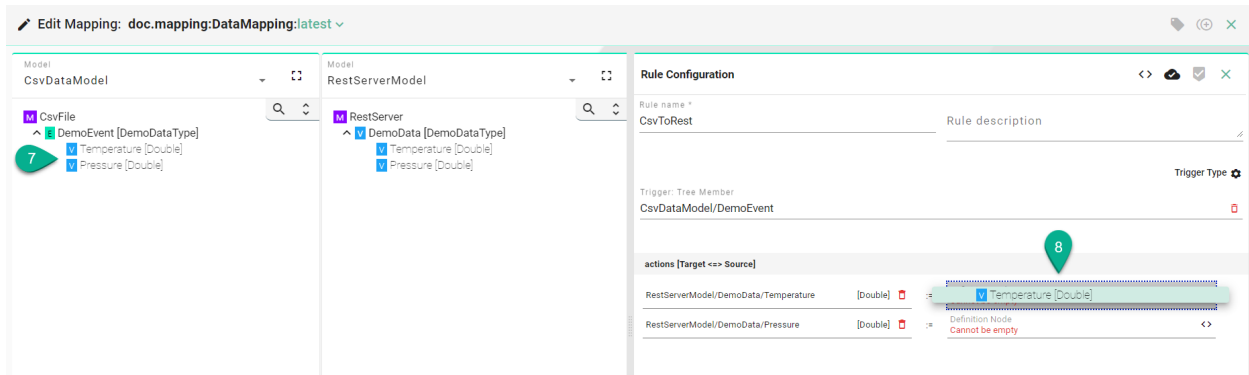 Edit Mapping: doc.mapping:DataMapping:latest
Model
CsvDataModel
M CsvFile
E DemoEvent [DemoDataType]
V Temperature [Double]
V Pressure [Double]
7
Model
RestServerModel
M RestServer
V DemoData [DemoDataType]
V Temperature [Double]
V Pressure [Double]
Rule Configuration
Rule name *
CsvToRest
Rule description
Trigger Type
Trigger: Tree Member
CsvDataModel/DemoEvent
8
actions [Target <=> Source]
RestServerModel/DemoData/Temperature [Double] := V Temperature [Double]
RestServerModel/DemoData/Pressure [Double] := Definition Node
Cannot be empty